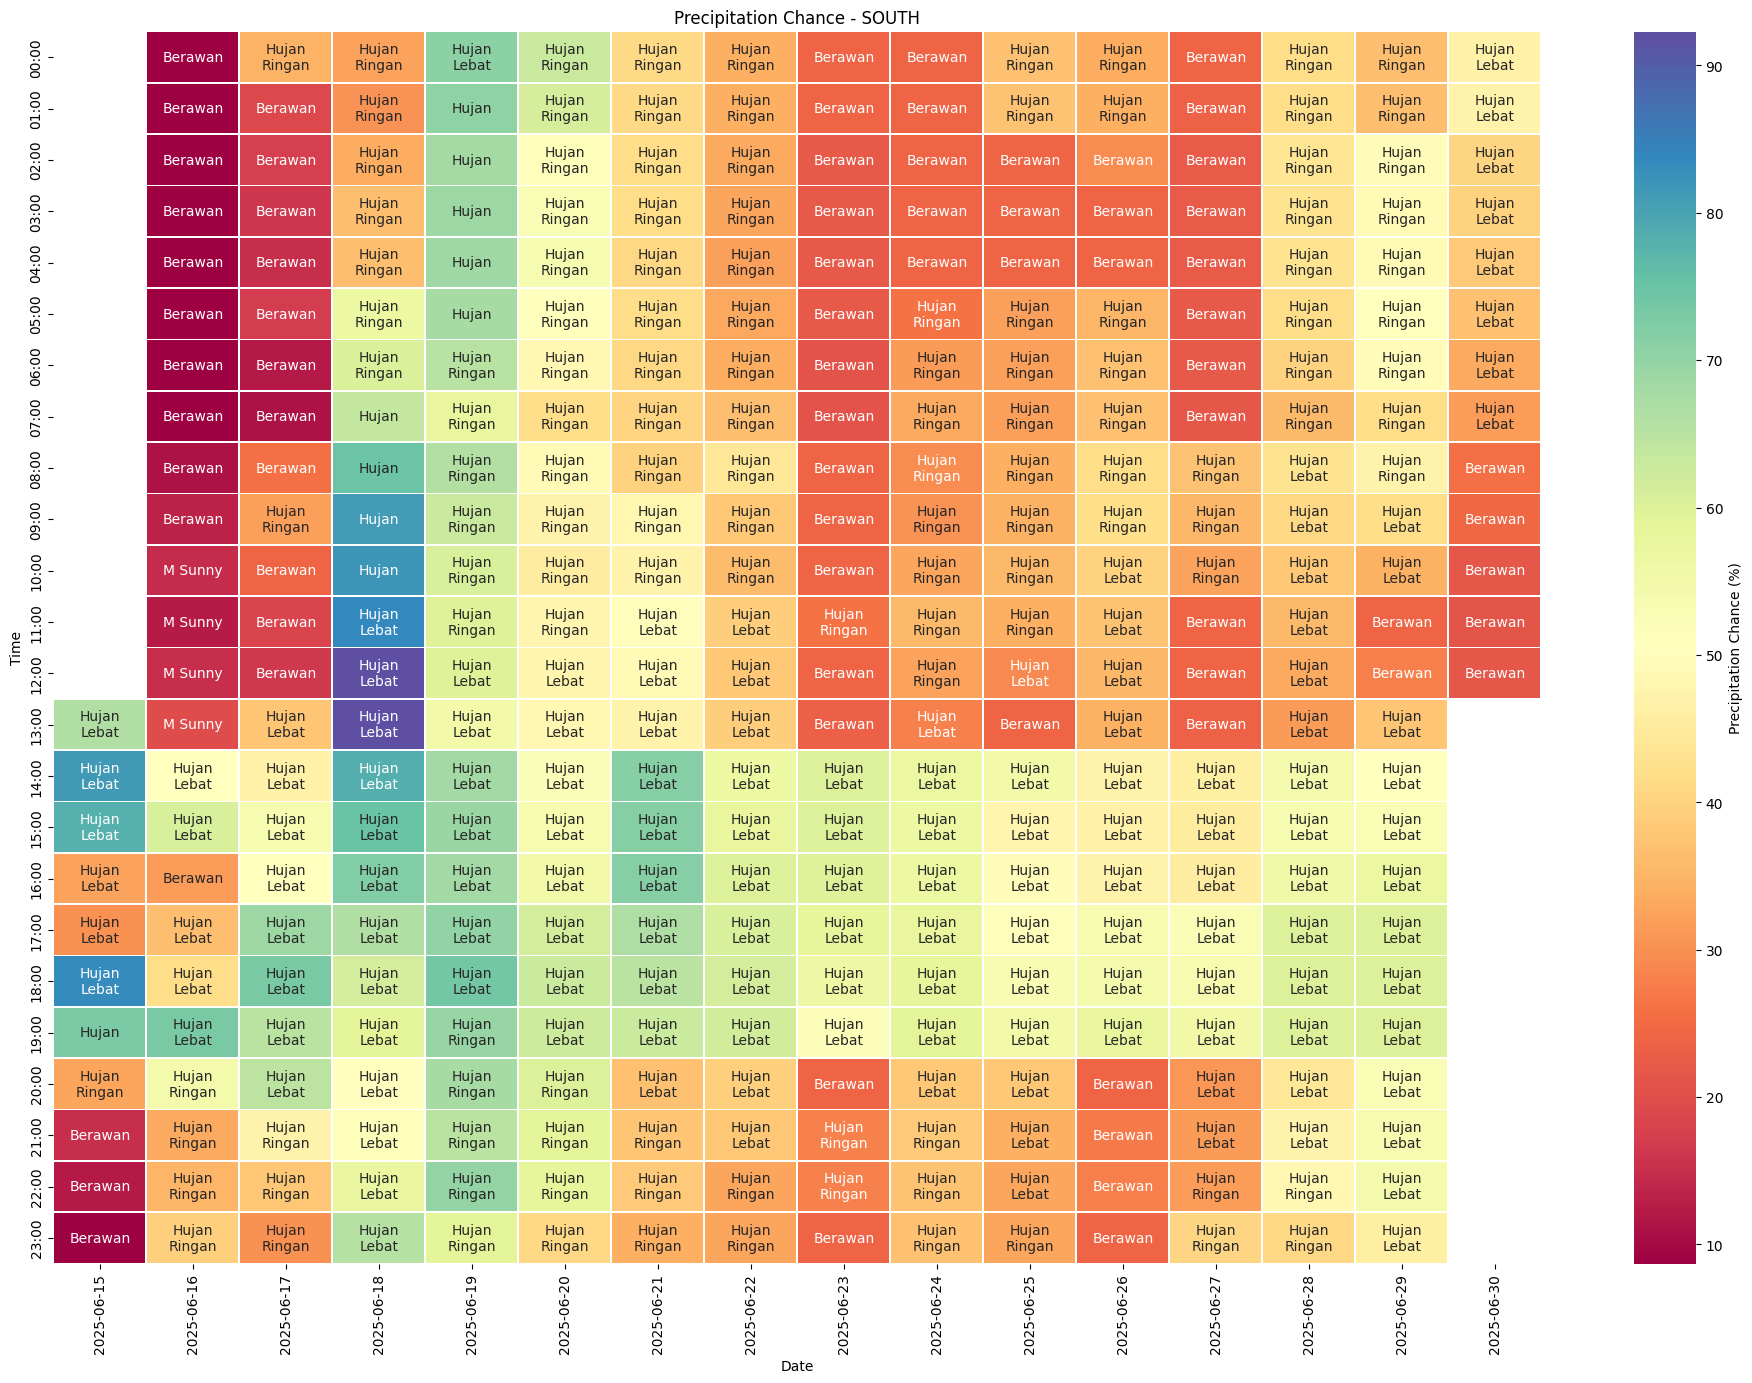 Precipitation Chance - SOUTH
00:00 Berawan Hujan Ringan Hujan Ringan Hujan Lebat Hujan Ringan Hujan Ringan Hujan Ringan Berawan Berawan Hujan Ringan Hujan Ringan Berawan Hujan Ringan Hujan Ringan Hujan Lebat
01:00 Berawan Berawan Hujan Ringan Hujan Hujan Ringan Hujan Ringan Hujan Ringan Berawan Berawan Hujan Ringan Hujan Ringan Berawan Hujan Ringan Hujan Ringan Hujan Lebat
02:00 Berawan Berawan Hujan Ringan Hujan Hujan Ringan Hujan Ringan Hujan Ringan Berawan Berawan Berawan Berawan Berawan Hujan Ringan Hujan Ringan Hujan Lebat
03:00 Berawan Berawan Hujan Ringan Hujan Hujan Ringan Hujan Ringan Hujan Ringan Berawan Berawan Berawan Berawan Berawan Hujan Ringan Hujan Ringan Hujan Lebat
04:00 Berawan Berawan Hujan Ringan Hujan Hujan Ringan Hujan Ringan Hujan Ringan Berawan Berawan Berawan Berawan Berawan Hujan Ringan Hujan Ringan Hujan Lebat
05:00 Berawan Berawan Hujan Ringan Hujan Hujan Ringan Hujan Ringan Hujan Ringan Berawan Hujan Ringan Hujan Ringan Hujan Ringan Berawan Hujan Ringan Hujan Ringan Hujan Lebat
06:00 Berawan Berawan Hujan Ringan Hujan Ringan Hujan Ringan Hujan Ringan Hujan Ringan Berawan Hujan Ringan Hujan Ringan Hujan Ringan Berawan Hujan Ringan Hujan Ringan Hujan Lebat
07:00 Berawan Berawan Hujan Hujan Ringan Hujan Ringan Hujan Ringan Hujan Ringan Berawan Hujan Ringan Hujan Ringan Hujan Ringan Berawan Hujan Ringan Hujan Ringan Hujan Lebat
08:00 Berawan Berawan Hujan Hujan Ringan Hujan Ringan Hujan Ringan Hujan Ringan Berawan Hujan Ringan Hujan Ringan Hujan Ringan Hujan Ringan Hujan Lebat Hujan Ringan Berawan
09:00 Berawan Hujan Ringan Hujan Hujan Ringan Hujan Ringan Hujan Ringan Hujan Ringan Berawan Hujan Ringan Hujan Ringan Hujan Ringan Hujan Ringan Hujan Lebat Hujan Lebat Berawan
10:00 M Sunny Berawan Hujan Hujan Ringan Hujan Ringan Hujan Ringan Hujan Ringan Berawan Hujan Ringan Hujan Ringan Hujan Lebat Hujan Ringan Hujan Lebat Hujan Lebat Berawan
11:00 M Sunny Berawan Hujan Lebat Hujan Ringan Hujan Ringan Hujan Lebat Hujan Lebat Hujan Ringan Hujan Ringan Hujan Ringan Hujan Lebat Berawan Hujan Lebat Berawan Berawan
12:00 M Sunny Berawan Hujan Lebat Hujan Lebat Hujan Lebat Hujan Lebat Hujan Lebat Berawan Hujan Ringan Hujan Lebat Hujan Lebat Berawan Hujan Lebat Berawan Berawan
13:00 Hujan Lebat M Sunny Hujan Lebat Hujan Lebat Hujan Lebat Hujan Lebat Hujan Lebat Hujan Lebat Berawan Hujan Lebat Berawan Hujan Lebat Berawan Hujan Lebat Hujan Lebat
14:00 Hujan Lebat Hujan Lebat Hujan Lebat Hujan Lebat Hujan Lebat Hujan Lebat Hujan Lebat Hujan Lebat Hujan Lebat Hujan Lebat Hujan Lebat Hujan Lebat Hujan Lebat Hujan Lebat Hujan Lebat
15:00 Hujan Lebat Hujan Lebat Hujan Lebat Hujan Lebat Hujan Lebat Hujan Lebat Hujan Lebat Hujan Lebat Hujan Lebat Hujan Lebat Hujan Lebat Hujan Lebat Hujan Lebat Hujan Lebat Hujan Lebat
16:00 Hujan Lebat Berawan Hujan Lebat Hujan Lebat Hujan Lebat Hujan Lebat Hujan Lebat Hujan Lebat Hujan Lebat Hujan Lebat Hujan Lebat Hujan Lebat Hujan Lebat Hujan Lebat Hujan Lebat
17:00 Hujan Lebat Hujan Lebat Hujan Lebat Hujan Lebat Hujan Lebat Hujan Lebat Hujan Lebat Hujan Lebat Hujan Lebat Hujan Lebat Hujan Lebat Hujan Lebat Hujan Lebat Hujan Lebat Hujan Lebat
18:00 Hujan Lebat Hujan Lebat Hujan Lebat Hujan Lebat Hujan Lebat Hujan Lebat Hujan Lebat Hujan Lebat Hujan Lebat Hujan Lebat Hujan Lebat Hujan Lebat Hujan Lebat Hujan Lebat Hujan Lebat
19:00 Hujan Hujan Lebat Hujan Lebat Hujan Lebat Hujan Ringan Hujan Lebat Hujan Lebat Hujan Lebat Hujan Lebat Hujan Lebat Hujan Lebat Hujan Lebat Hujan Lebat Hujan Lebat Hujan Lebat
20:00 Hujan Ringan Hujan Ringan Hujan Lebat Hujan Lebat Hujan Ringan Hujan Ringan Hujan Lebat Hujan Lebat Berawan Hujan Lebat Hujan Lebat Berawan Hujan Lebat Hujan Lebat Hujan Lebat
21:00 Berawan Hujan Ringan Hujan Ringan Hujan Lebat Hujan Ringan Hujan Ringan Hujan Ringan Hujan Lebat Hujan Ringan Hujan Ringan Hujan Lebat Berawan Hujan Lebat Hujan Lebat Hujan Lebat
22:00 Berawan Hujan Ringan Hujan Ringan Hujan Lebat Hujan Ringan Hujan Ringan Hujan Ringan Hujan Ringan Hujan Ringan Hujan Ringan Hujan Lebat Berawan Hujan Ringan Hujan Ringan Hujan Lebat
23:00 Berawan Hujan Ringan Hujan Ringan Hujan Lebat Hujan Ringan Hujan Ringan Hujan Ringan Hujan Ringan Berawan Hujan Ringan Hujan Ringan Berawan Hujan Ringan Hujan Ringan Hujan Lebat
Time
2025-06-15 2025-06-16 2025-06-17 2025-06-18 2025-06-19 2025-06-20 2025-06-21 2025-06-22 2025-06-23 2025-06-24 2025-06-25 2025-06-26 2025-06-27 2025-06-28 2025-06-29 2025-06-30
Date
90
80
70
60
50
40
30
20
10
Precipitation Chance (%)